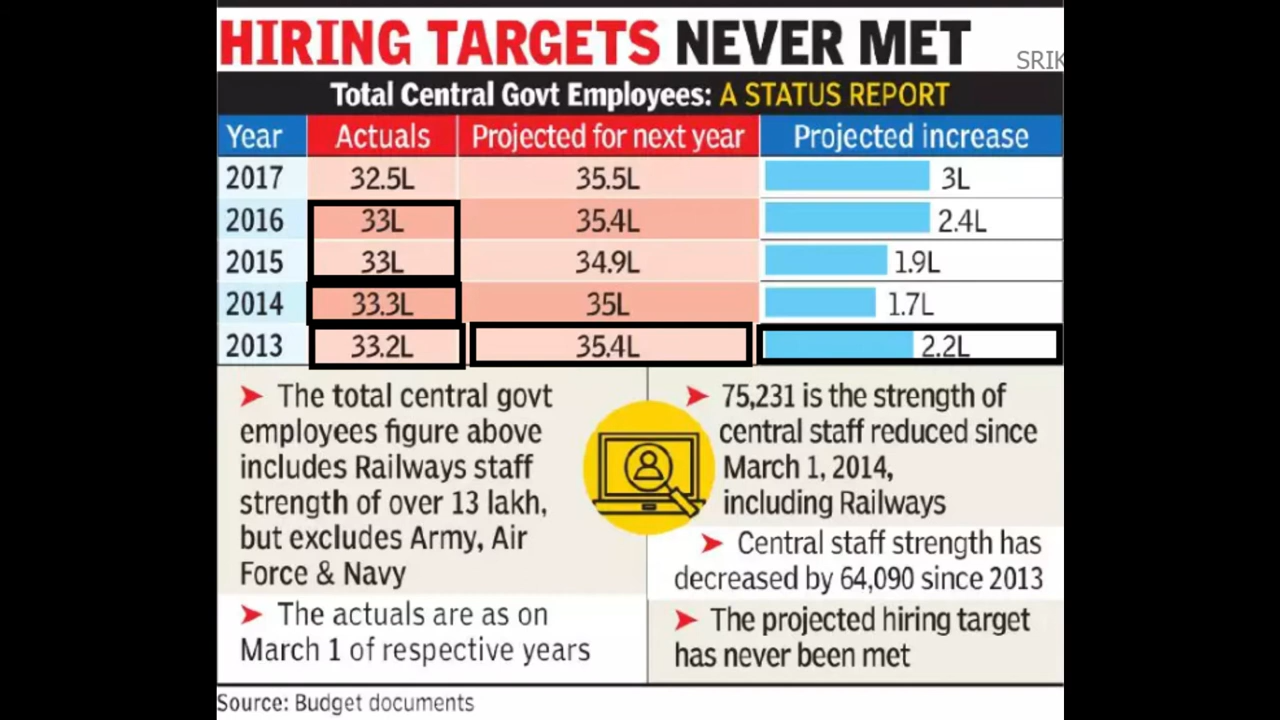 HIRING TARGETS NEVER MET
SRIK
Total Central Govt Employees: A STATUS REPORT
Year Actuals Projected for next year Projected increase
2017 32.5L 35.5L 3L
2016 33L 35.4L 2.4L
2015 33L 34.9L 1.9L
2014 33.3L 35L 1.7L
2013 33.2L 35.4L 2.2L
➤ The total central govt
employees figure above
includes Railways staff
strength of over 13 lakh,
but excludes Army, Air
Force & Navy
➤ The actuals are as on
March 1 of respective years
➤ 75,231 is the strength of
central staff reduced since
March 1, 2014,
including Railways
➤ Central staff strength has
decreased by 64,090 since 2013
➤ The projected hiring target
has never been met
Source: Budget documents